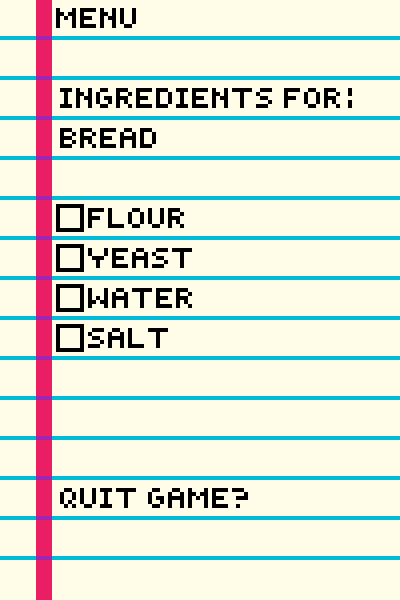 MENU
INGREDIENTS FOR:
BREAD
FLOUR
YEAST
WATER
SALT
QUIT GAME?